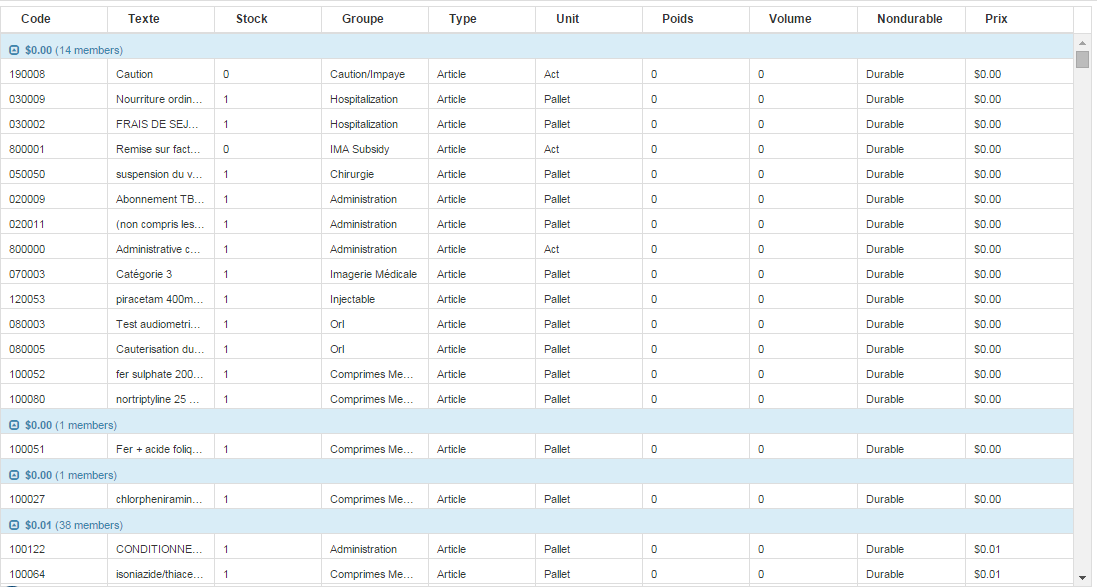 Code Texte Stock Groupe Type Unit Poids Volume Nondurable Prix
$0.00 (14 members)
190008 Caution 0 Caution/Impaye Article Act 0 0 Durable $0.00
030009 Nourriture ordin... 1 Hospitalization Article Pallet 0 0 Durable $0.00
030002 FRAIS DE SEJ... 1 Hospitalization Article Pallet 0 0 Durable $0.00
800001 Remise sur fact... 0 IMA Subsidy Article Act 0 0 Durable $0.00
050050 suspension du v... 1 Chirurgie Article Pallet 0 0 Durable $0.00
020009 Abonnement TB... 1 Administration Article Pallet 0 0 Durable $0.00
020011 (non compris les... 1 Administration Article Pallet 0 0 Durable $0.00
800000 Administrative c... 1 Administration Article Act 0 0 Durable $0.00
070003 Catégorie 3 1 Imagerie Médicale Article Pallet 0 0 Durable $0.00
120053 piracetam 400m... 1 Injectable Article Pallet 0 0 Durable $0.00
080003 Test audiometri... 1 Orl Article Pallet 0 0 Durable $0.00
080005 Cauterisation du... 1 Orl Article Pallet 0 0 Durable $0.00
100052 fer sulphate 200... 1 Comprimes Me... Article Pallet 0 0 Durable $0.00
100080 nortriptyline 25 ... 1 Comprimes Me... Article Pallet 0 0 Durable $0.00
$0.00 (1 members)
100051 Fer + acide foliq... 1 Comprimes Me... Article Pallet 0 0 Durable $0.00
$0.00 (1 members)
100027 chlorpheniramin... 1 Comprimes Me... Article Pallet 0 0 Durable $0.00
$0.01 (38 members)
100122 CONDITIONNE... 1 Administration Article Pallet 0 0 Durable $0.01
100064 isoniazide/thiace... 1 Comprimes Me... Article Pallet 0 0 Durable $0.01